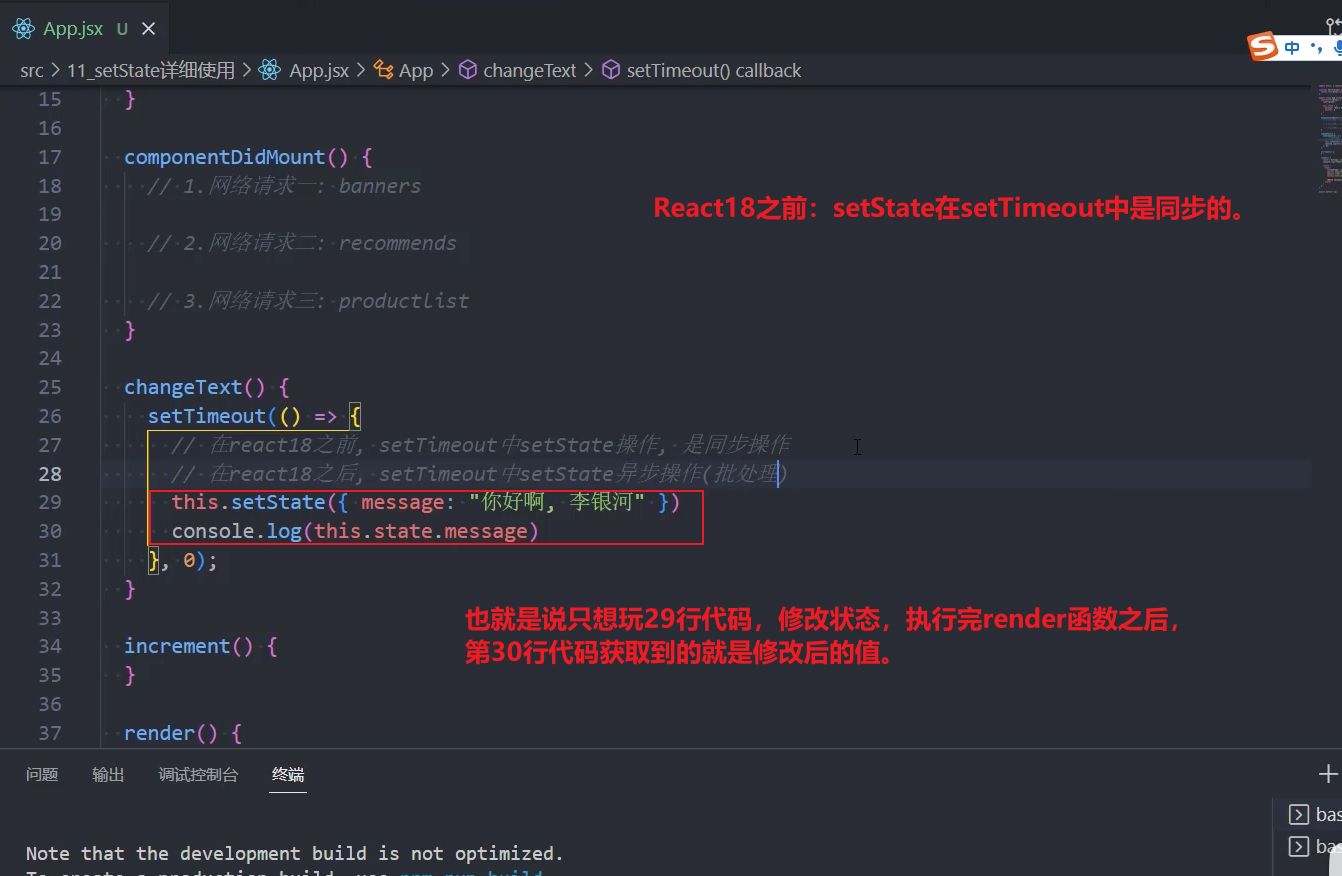 App.jsx U
中
src > 11_setState详细使用 > App.jsx > App > changeText > setTimeout() callback
15 }
16
17 componentDidMount() {
18 // 1.网络请求一: banners
React18之前：setState在setTimeout中是同步的。
19
20 // 2.网络请求二: recommends
21
22 // 3.网络请求三: productlist
23 }
24
25 changeText() {
26 setTimeout(() => {
27 // 在react18之前, setTimeout中setState操作, 是同步操作
28 // 在react18之后, setTimeout中setState异步操作(批处理)
29 this.setState({ message: "你好啊, 李银河" })
30 console.log(this.state.message)
31 }, 0);
32 }
33
也就是说只想玩29行代码，修改状态，执行完render函数之后，
34 increment() {
第30行代码获取到的就是修改后的值。
35 }
36
37 render() {
问题 输出 调试控制台 终端
bas
Note that the development build is not optimized.
bas
To create a production build, use npm run build.